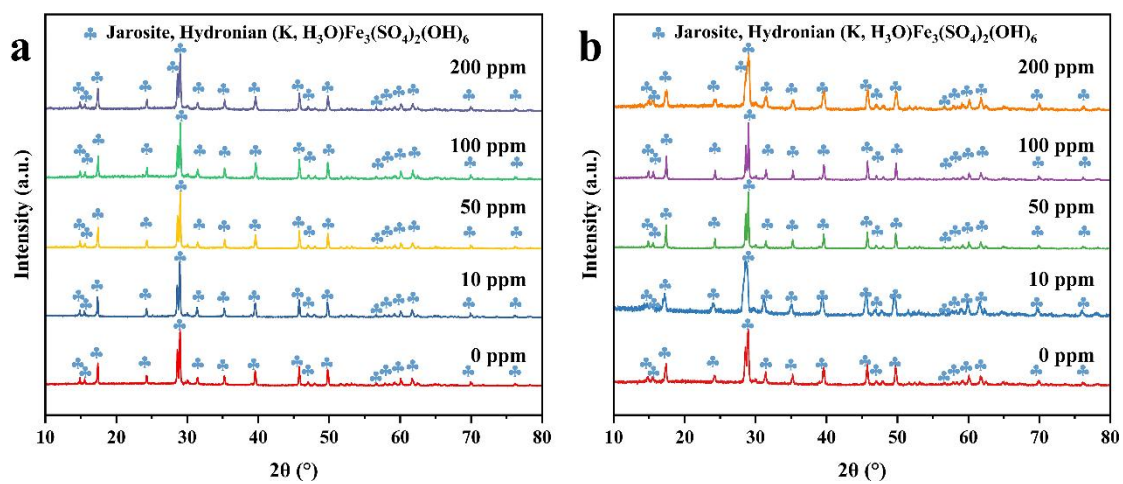 a
♣ Jarosite, Hydronian (K, H₃O)Fe₃(SO₄)₂(OH)₆
200 ppm
100 ppm
50 ppm
10 ppm
0 ppm
Intensity (a.u.)
10 20 30 40 50 60 70 80
2θ (°)
b
♣ Jarosite, Hydronian (K, H₃O)Fe₃(SO₄)₂(OH)₆
200 ppm
100 ppm
50 ppm
10 ppm
0 ppm
Intensity (a.u.)
10 20 30 40 50 60 70 80
2θ (°)